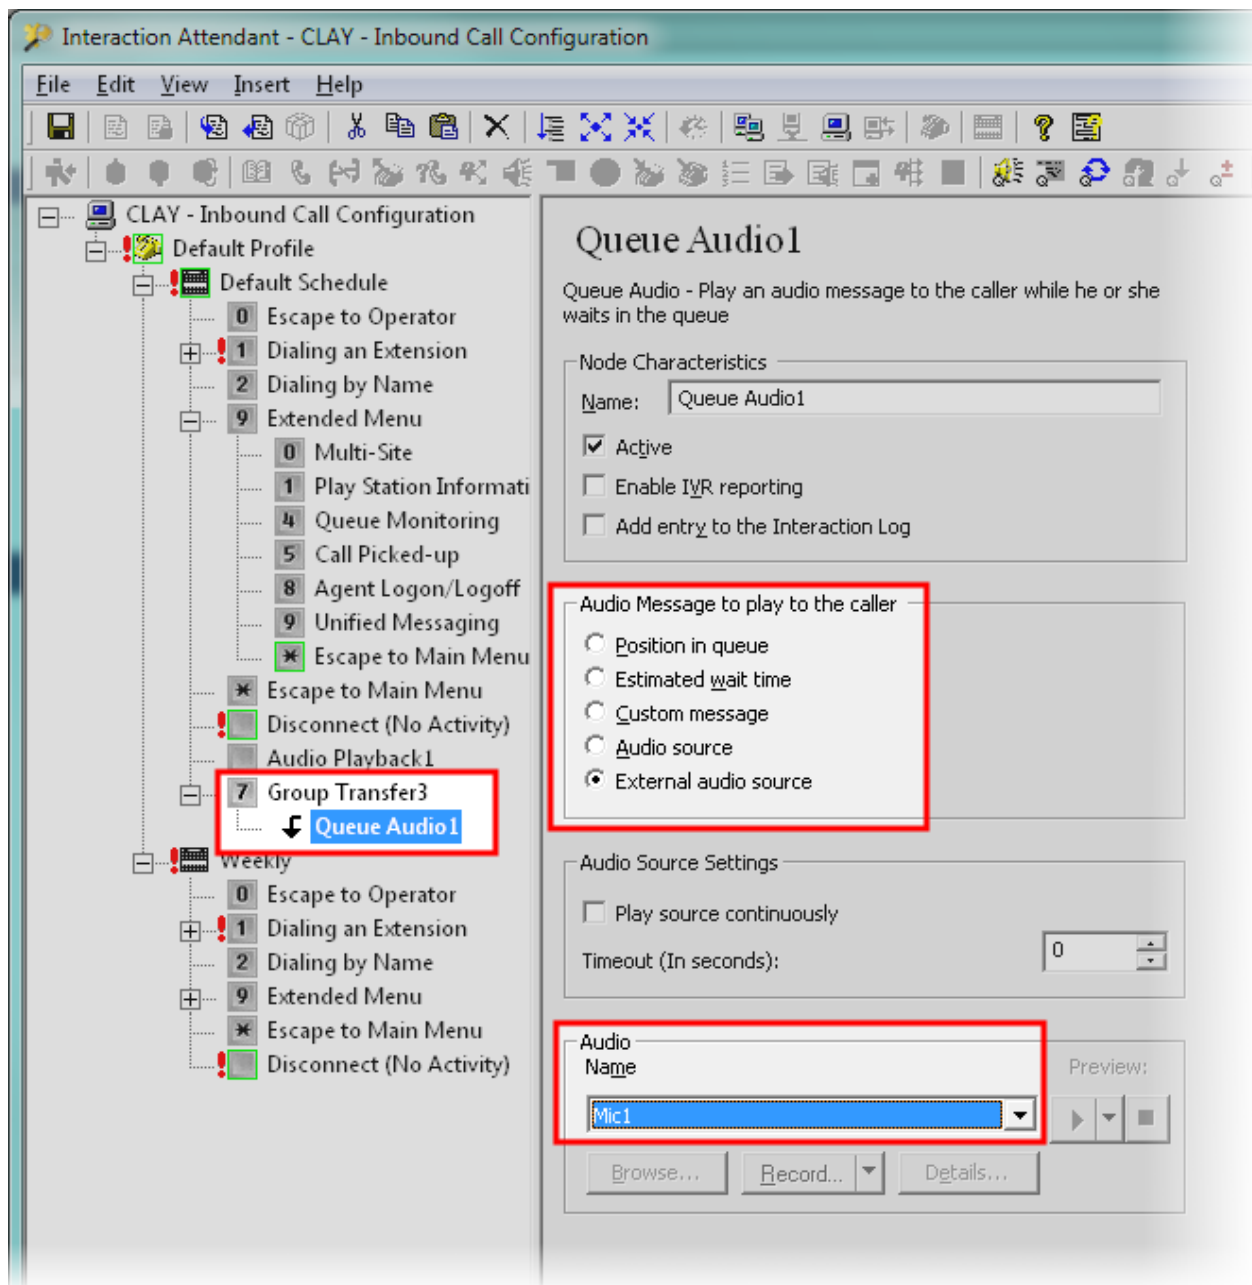 Interaction Attendant - CLAY - Inbound Call Configuration
File Edit View Insert Help
CLAY - Inbound Call Configuration
Default Profile
Default Schedule
0 Escape to Operator
1 Dialing an Extension
2 Dialing by Name
9 Extended Menu
0 Multi-Site
1 Play Station Informati
4 Queue Monitoring
5 Call Picked-up
8 Agent Logon/Logoff
9 Unified Messaging
* Escape to Main Menu
* Escape to Main Menu
Disconnect (No Activity)
Audio Playback1
7 Group Transfer3
Queue Audio1
Weekly
0 Escape to Operator
1 Dialing an Extension
2 Dialing by Name
9 Extended Menu
* Escape to Main Menu
Disconnect (No Activity)
Queue Audio1
Queue Audio - Play an audio message to the caller while he or she
waits in the queue
Node Characteristics
Name: Queue Audio1
Active
Enable IVR reporting
Add entry to the Interaction Log
Audio Message to play to the caller
Position in queue
Estimated wait time
Custom message
Audio source
External audio source
Audio Source Settings
Play source continuously
Timeout (In seconds): 0
Audio
Name Preview:
Mic1
Browse... Record... Details...